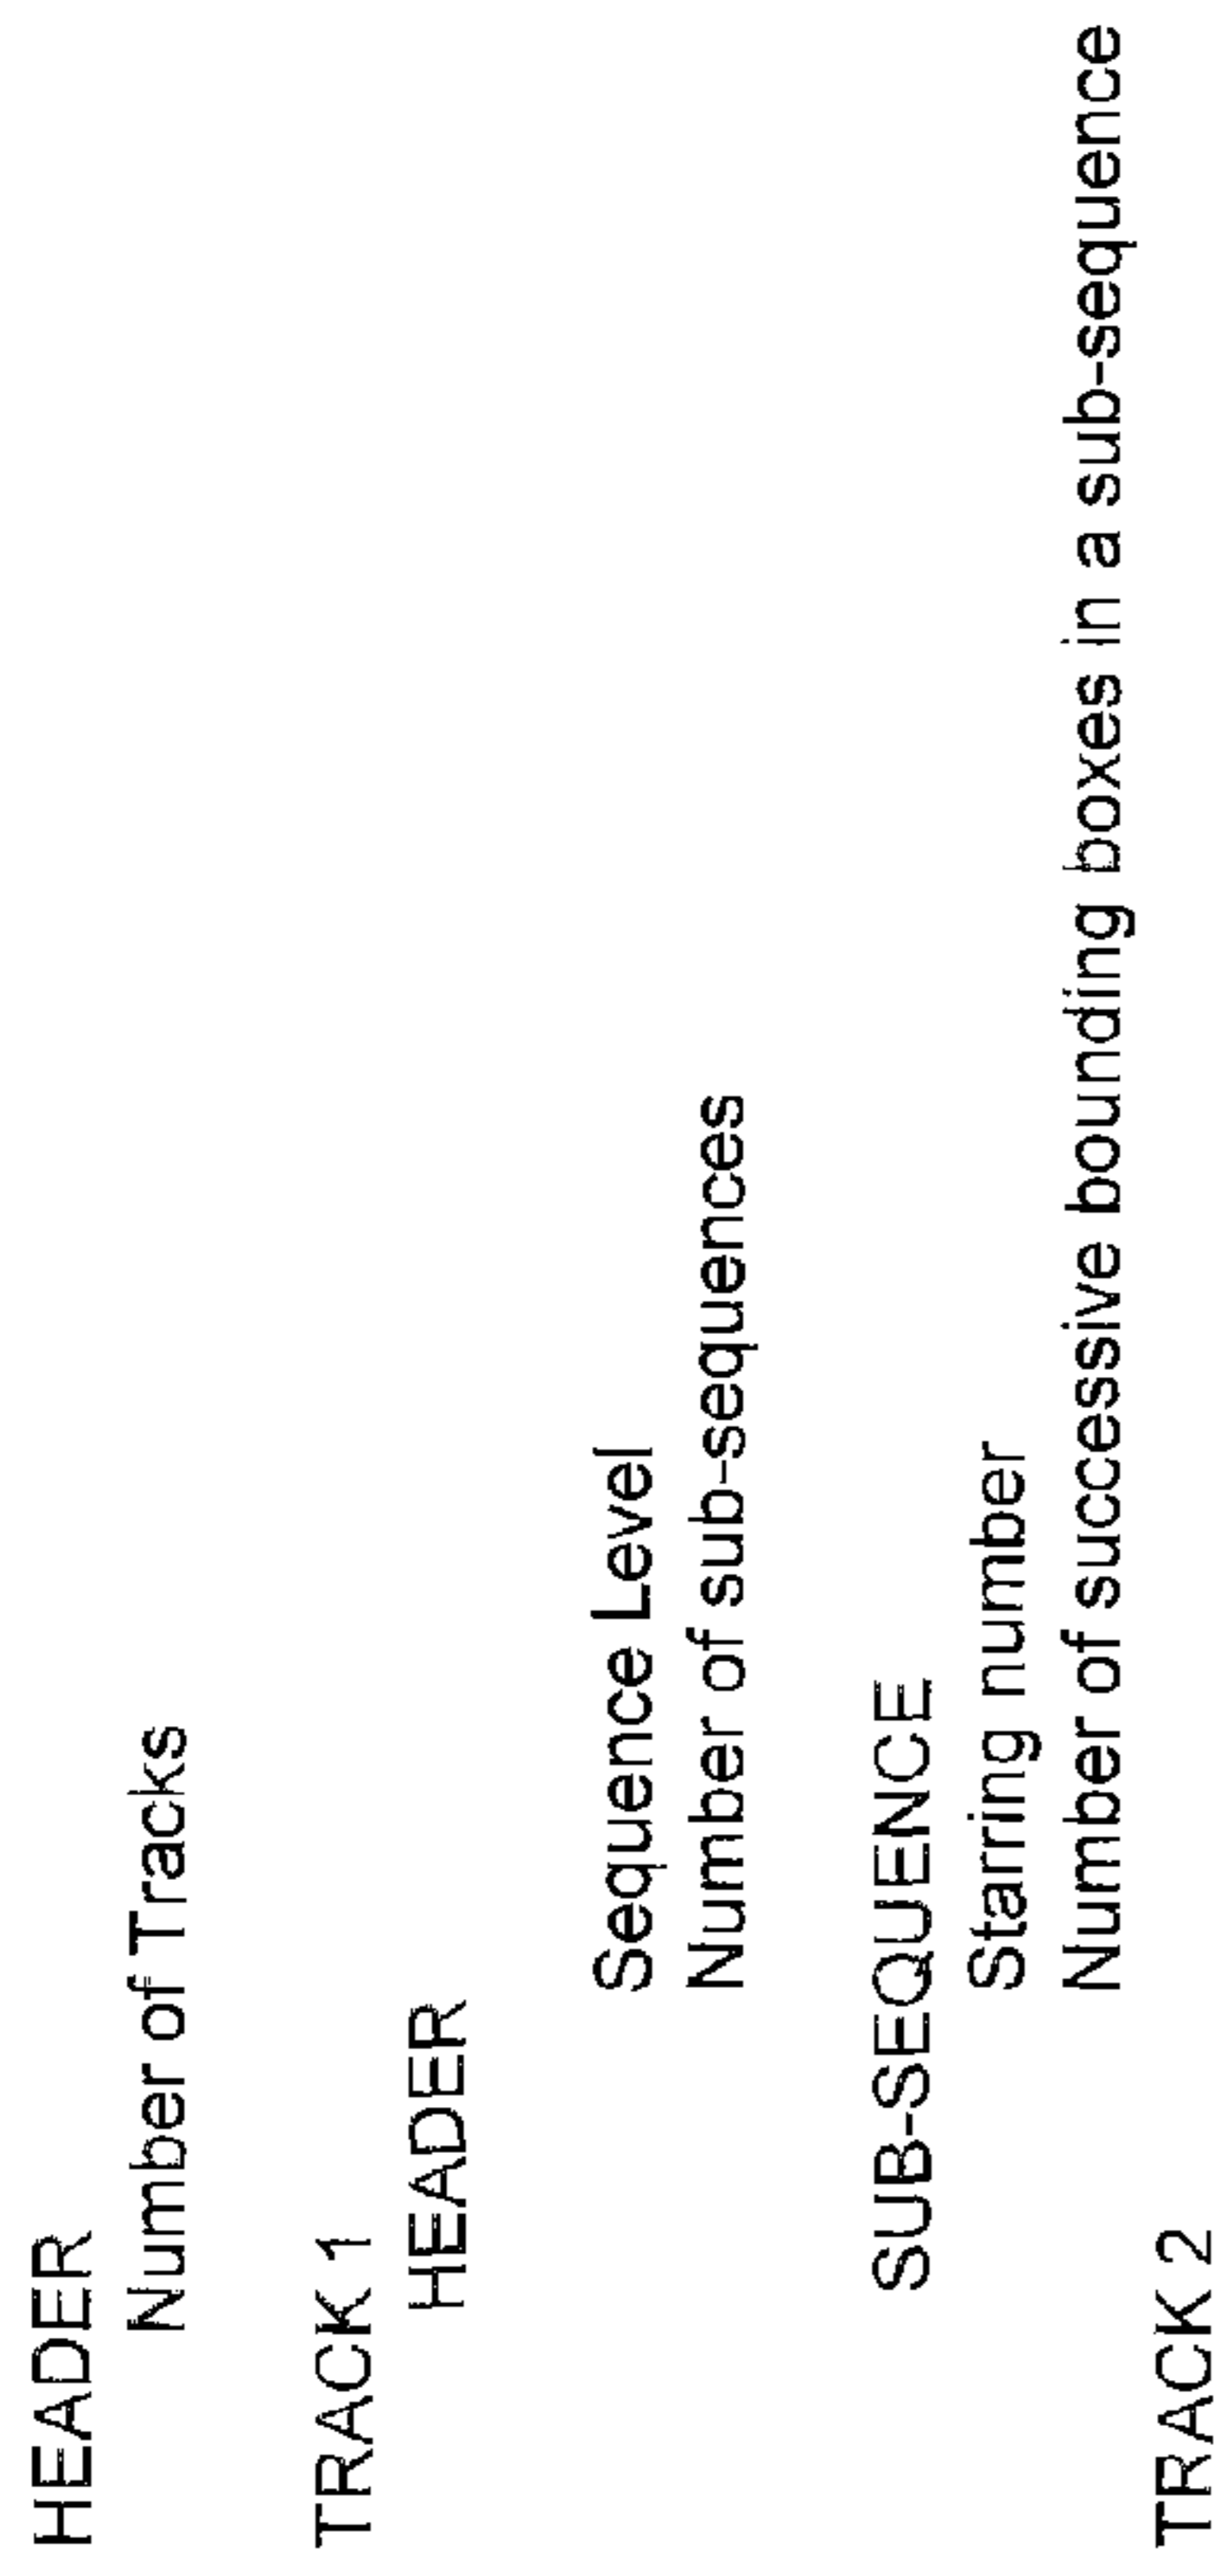 HEADER
Number of Tracks
TRACK 1
HEADER
Sequence Level
Number of sub-sequences
SUB-SEQUENCE
Starring number
Number of successive bounding boxes in a sub-sequence
TRACK 2